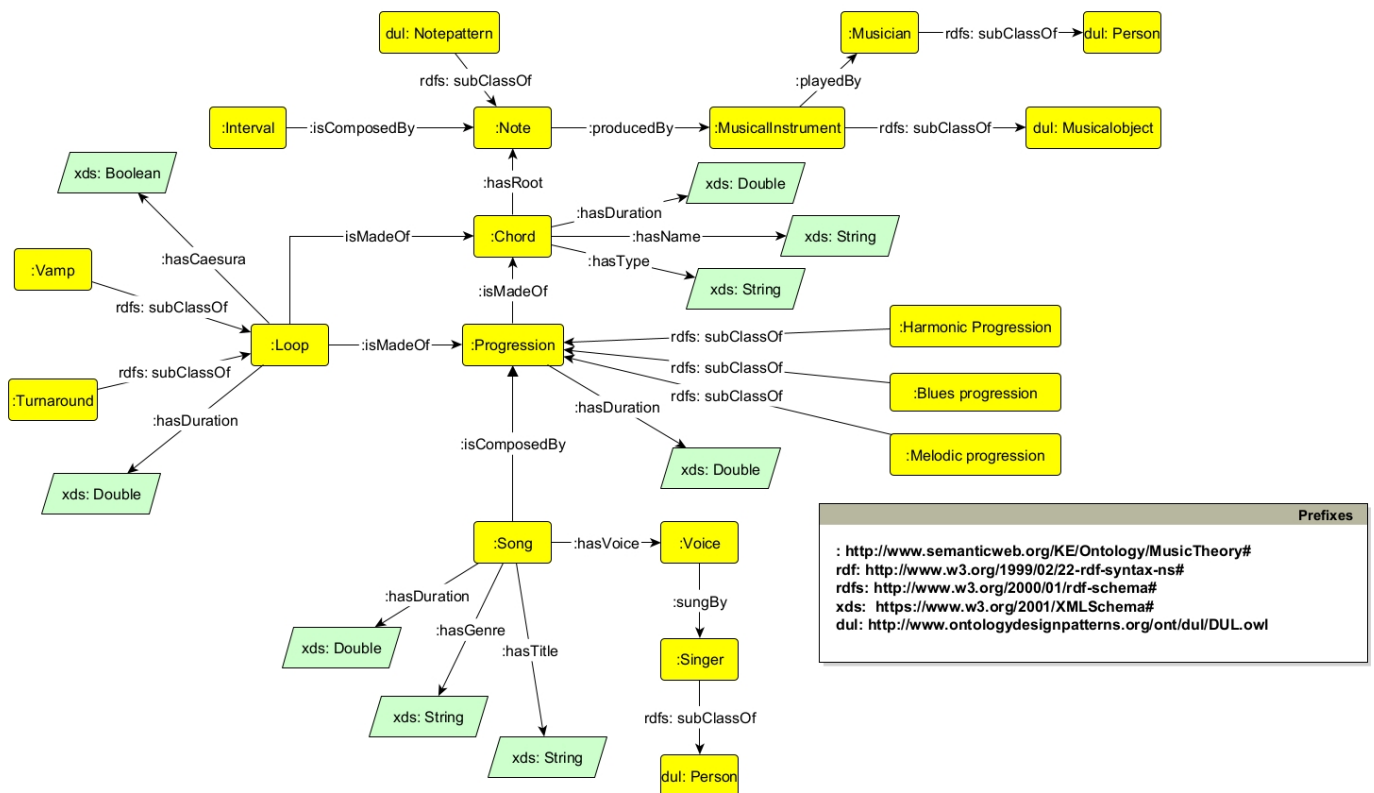 dul: Notepattern
:Musician
rdfs: subClassOf
dul: Person
rdfs: subClassOf
:playedBy
:Interval
:isComposedBy
:Note
:producedBy
:MusicalInstrument
rdfs: subClassOf
dul: Musicalobject
xds: Boolean
:hasRoot
xds: Double
:hasDuration
isMadeOf
:Chord
:hasName
xds: String
:hasCaesura
:hasType
:Vamp
xds: String
:isMadeOf
rdfs: subClassOf
:Harmonic Progression
rdfs: subClassOf
:Loop
:isMadeOf
:Progression
rdfs: subClassOf
rdfs: subClassOf
rdfs: subClassOf
:Blues progression
:Turnaround
rdfs: subClassOf
:hasDuration
:hasDuration
:isComposedBy
:Melodic progression
xds: Double
xds: Double
Prefixes
:Song
:hasVoice
:Voice
: http://www.semanticweb.org/KE/Ontology/MusicTheory#
rdf: http://www.w3.org/1999/02/22-rdf-syntax-ns#
rdfs: http://www.w3.org/2000/01/rdf-schema#
xds: https://www.w3.org/2001/XMLSchema#
dul: http://www.ontologydesignpatterns.org/ont/dul/DUL.owl
:hasDuration
:sungBy
:hasGenre
xds: Double
:hasTitle
:Singer
xds: String
rdfs: subClassOf
xds: String
dul: Person